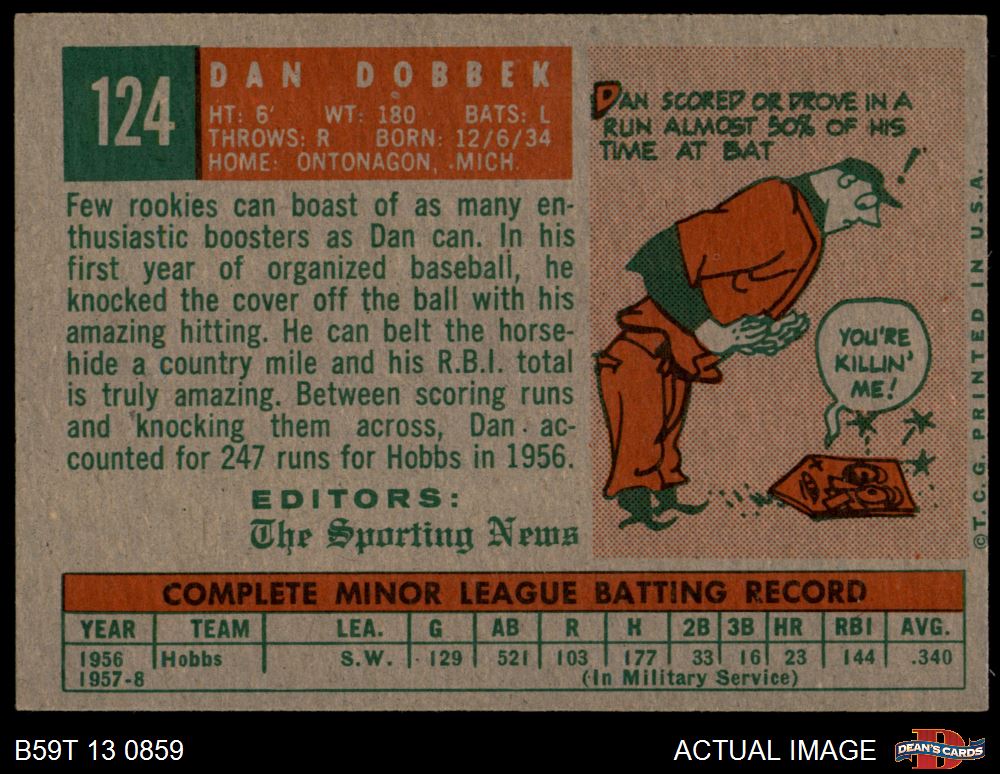 124
DAN DOBBEK
HT: 6' WT: 180 BATS: L
THROWS: R BORN: 12/6/34
HOME: ONTONAGON, MICH.
Few rookies can boast of as many en-
thusiastic boosters as Dan can. In his
first year of organized baseball, he
knocked the cover off the ball with his
amazing hitting. He can belt the horse-
hide a country mile and his R.B.I. total
is truly amazing. Between scoring runs
and knocking them across, Dan ac-
counted for 247 runs for Hobbs in 1956.
EDITORS:
The Sporting News
DAN SCORED OR DROVE IN A
RUN ALMOST 50% OF HIS
TIME AT BAT
!
YOU'RE
KILLIN'
ME!
© T.C.G. PRINTED IN U.S.A.
COMPLETE MINOR LEAGUE BATTING RECORD
YEAR TEAM LEA. G AB R H 2B 3B HR RBI AVG.
1956 Hobbs S.W. 129 521 103 177 33 16 23 144 .340
1957-8 (In Military Service)
B59T 13 0859
ACTUAL IMAGE
DEAN'S CARDS